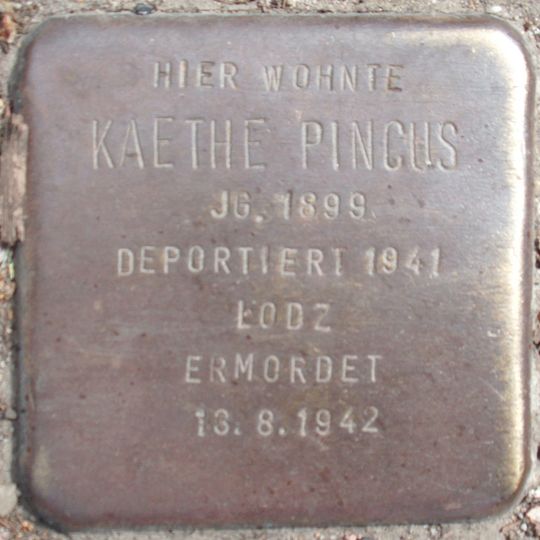 HIER WOHNTE
KAETHE PINCUS
JG. 1899
DEPORTIERT 1941
ŁODZ
ERMORDET
13.8.1942